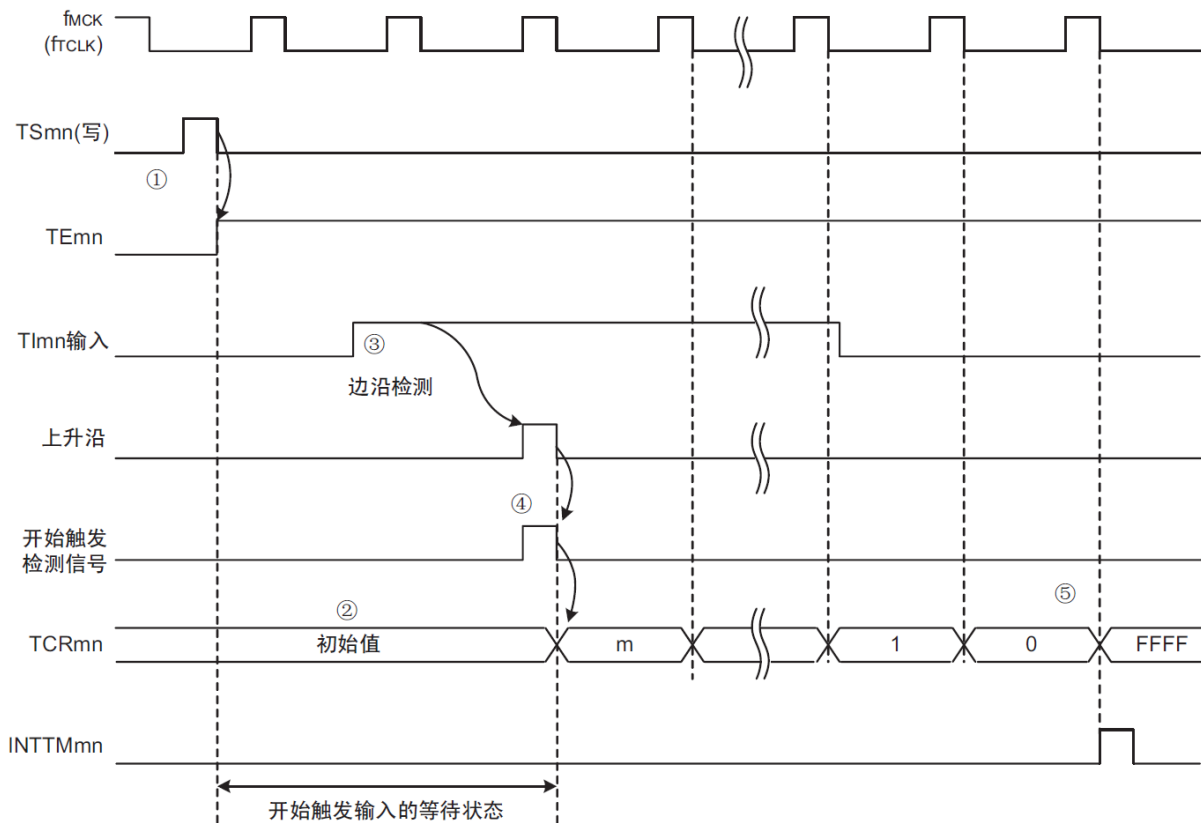 fMCK
(fTCLK)
TSmn(写)
①
TEmn
TImn输入
③
边沿检测
上升沿
④
开始触发
检测信号
②
⑤
TCRmn
初始值
m
1
0
FFFF
INTTMmn
开始触发输入的等待状态